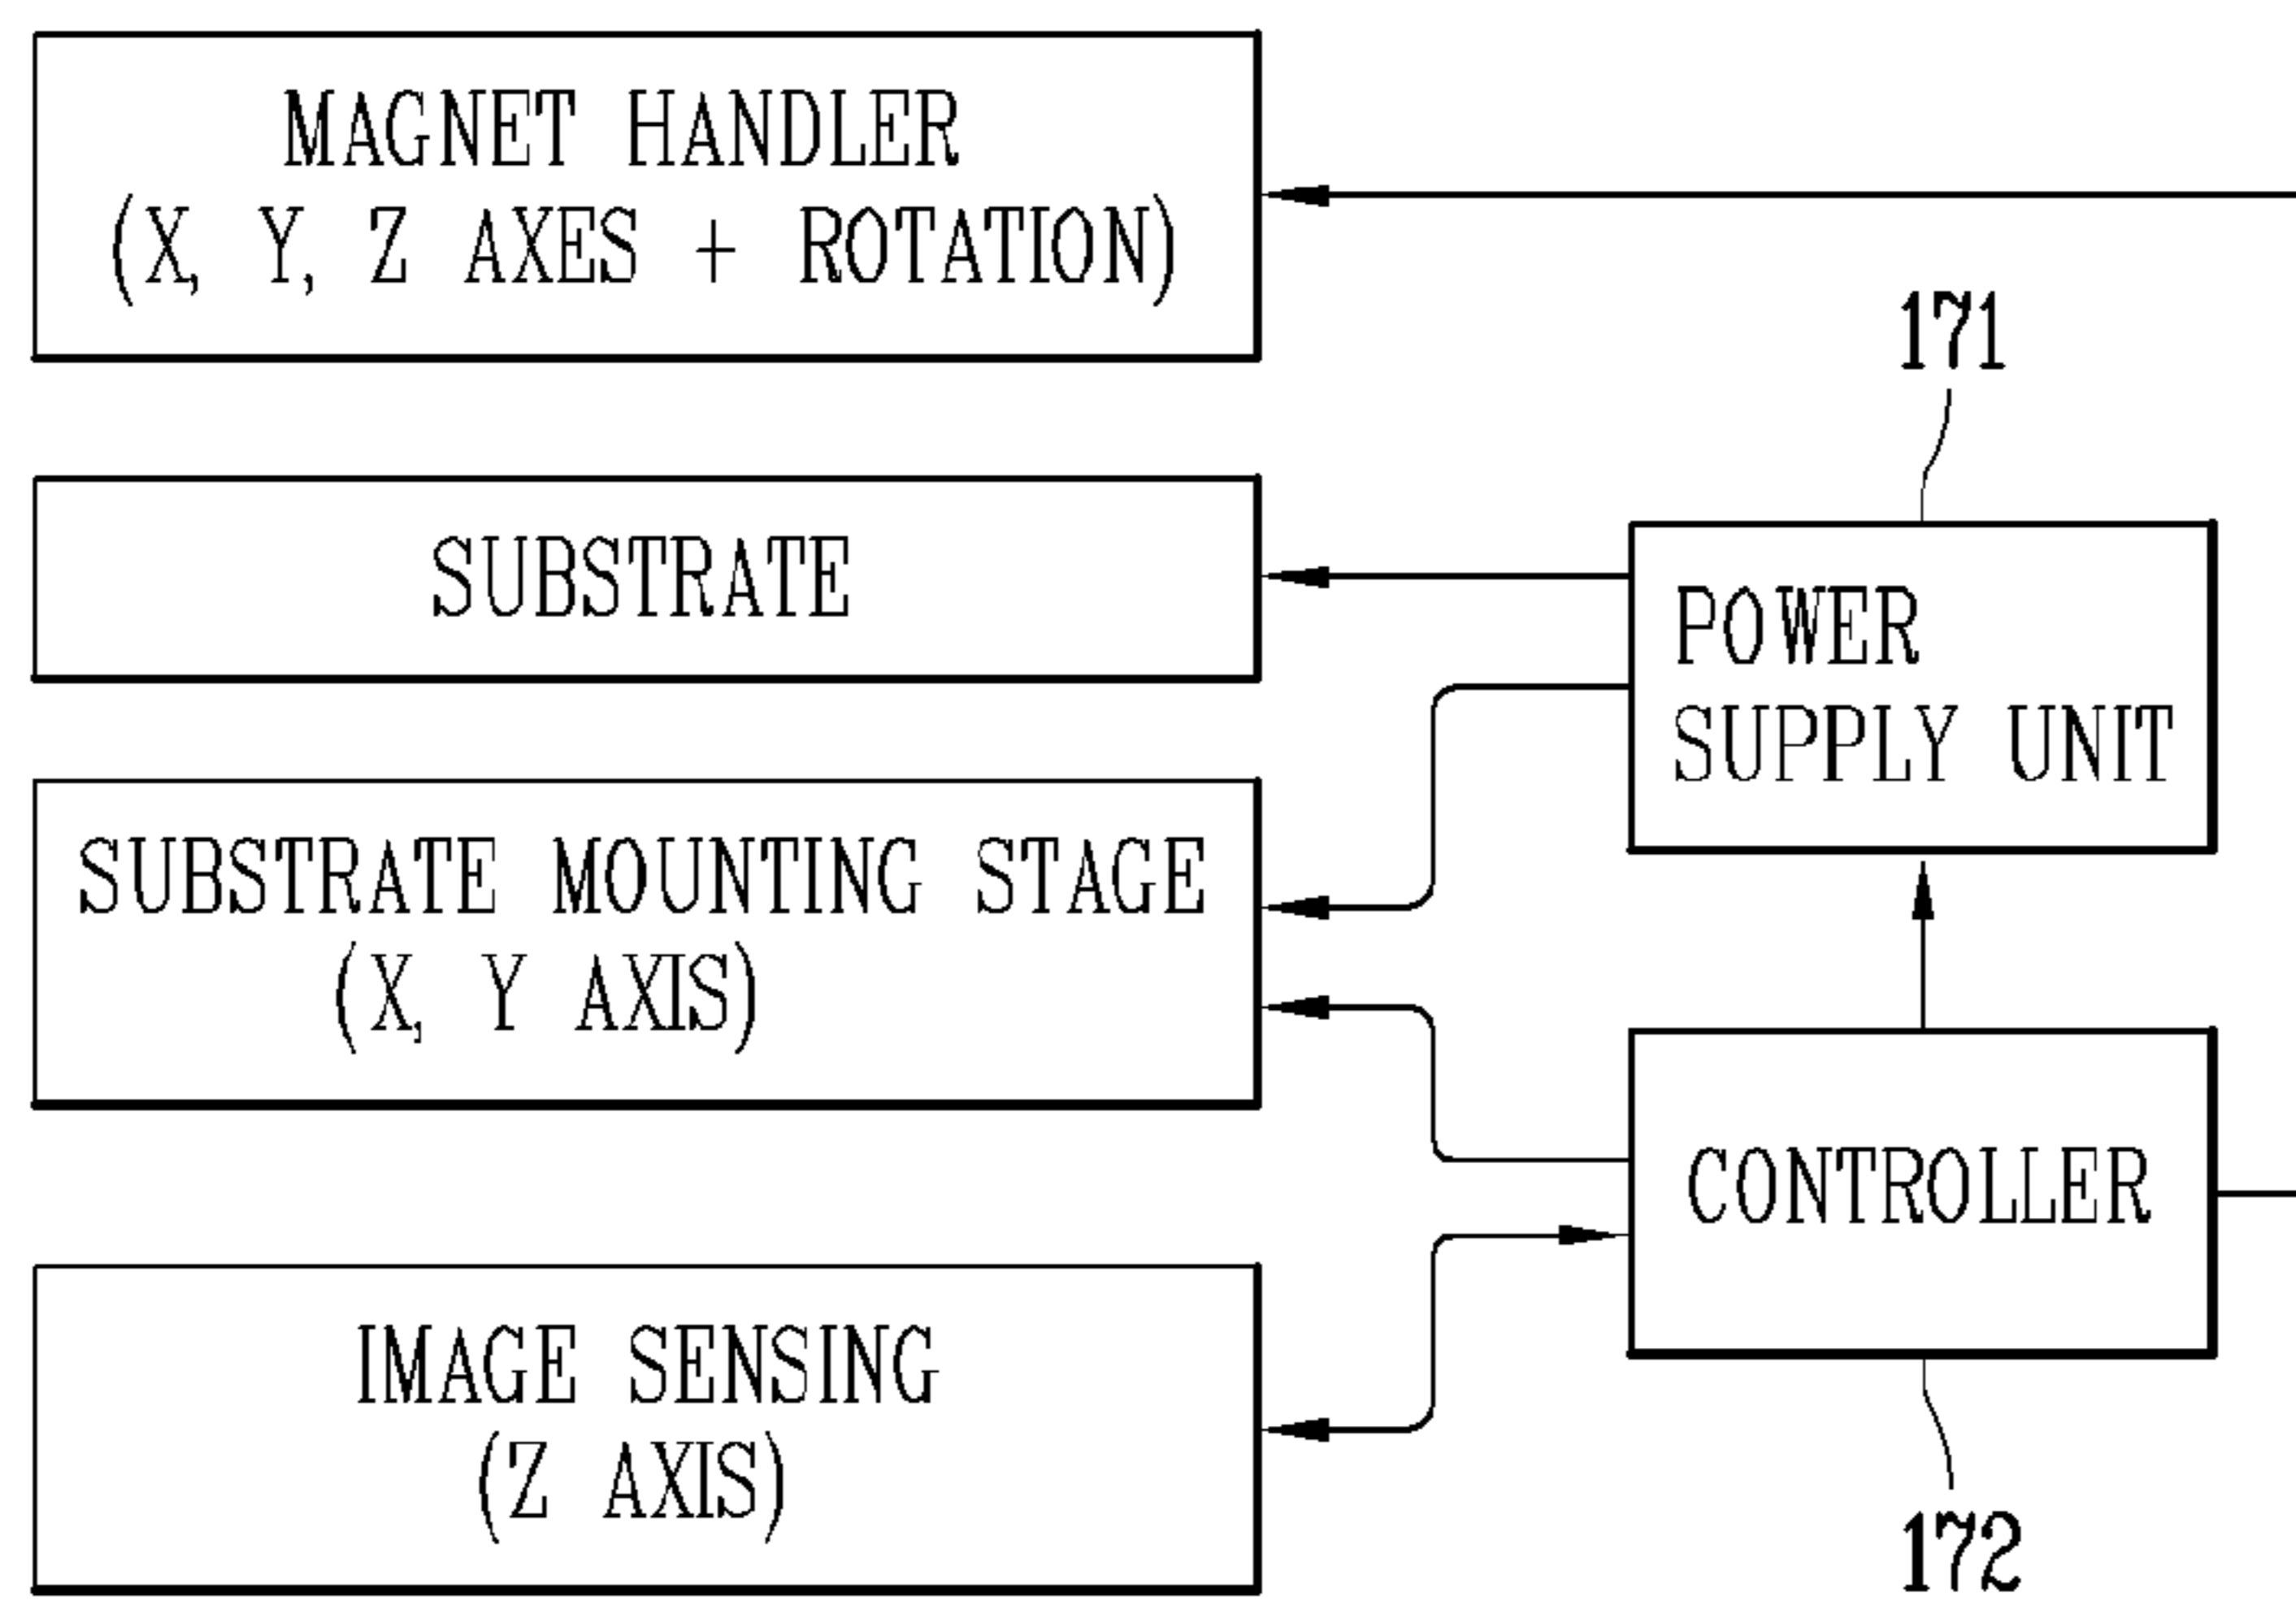 MAGNET HANDLER
(X, Y, Z AXES + ROTATION)
171
SUBSTRATE
POWER
SUPPLY UNIT
SUBSTRATE MOUNTING STAGE
(X, Y AXIS)
CONTROLLER
IMAGE SENSING
(Z AXIS)
172